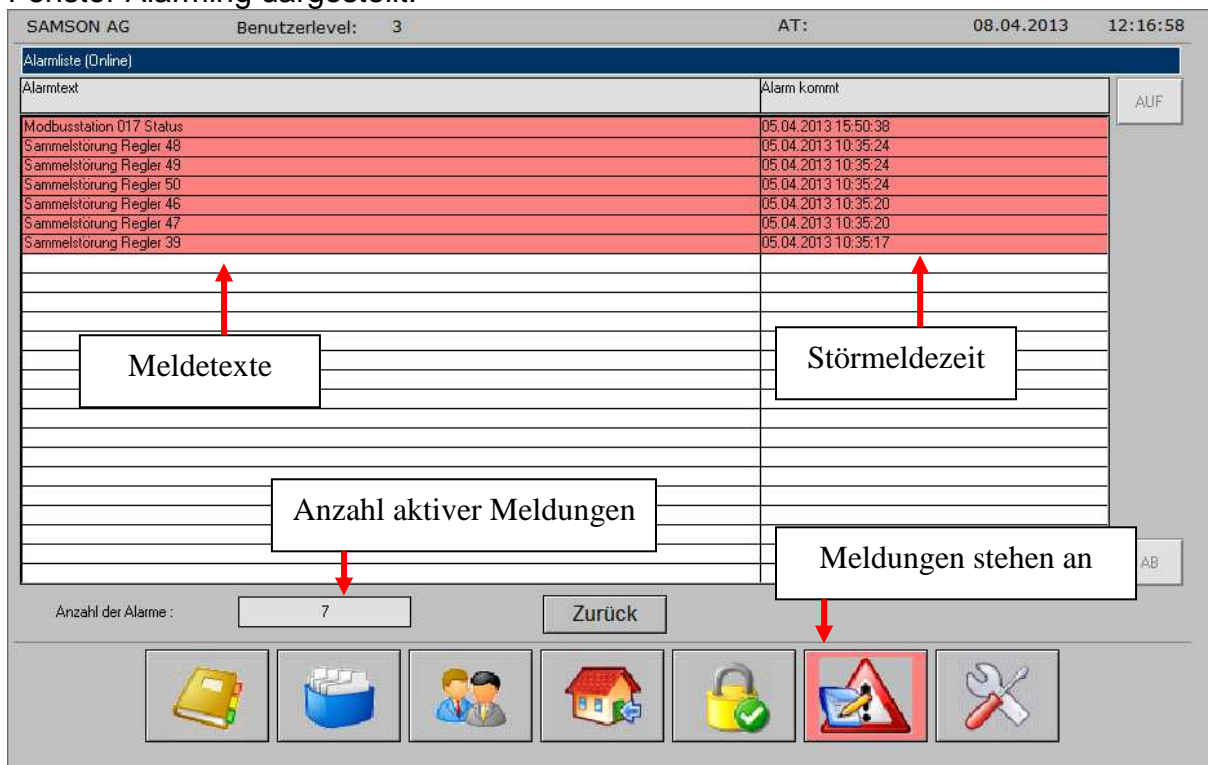 Fenster Alarming dargestellt.
SAMSON AG Benutzerlevel: 3 AT: 08.04.2013 12:16:58
Alarmliste (Online)
Alarmtext Alarm kommt
AUF
Modbusstation 017 Status 05.04.2013 15:50:38
Sammelstörung Regler 48 05.04.2013 10:35:24
Sammelstörung Regler 49 05.04.2013 10:35:24
Sammelstörung Regler 50 05.04.2013 10:35:24
Sammelstörung Regler 46 05.04.2013 10:35:20
Sammelstörung Regler 47 05.04.2013 10:35:20
Sammelstörung Regler 39 05.04.2013 10:35:17
Meldetexte Störmeldezeit
Anzahl aktiver Meldungen
Meldungen stehen an
AB
Anzahl der Alarme : 7 Zurück